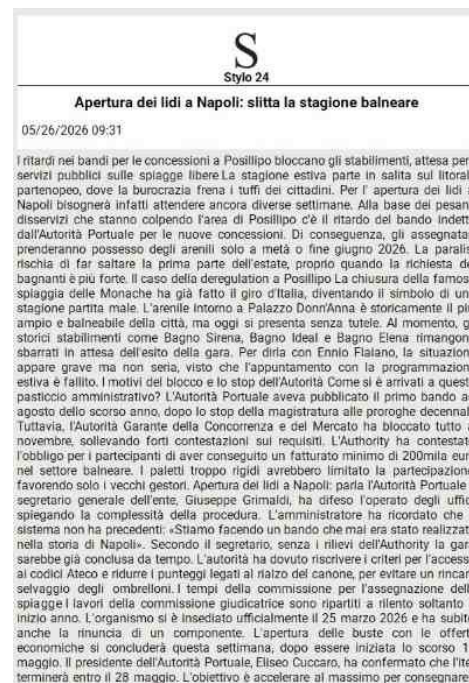 S
Stylo 24
Apertura dei lidi a Napoli: slitta la stagione balneare
05/26/2026 09:31
I ritardi nei bandi per le concessioni a Posillipo bloccano gli stabilimenti, attesa per
servizi pubblici sulle spiagge libere La stagione estiva parte in salita sul litoral
partenopeo, dove la burocrazia frena i tuffi dei cittadini. Per l' apertura dei lidi
Napoli bisognerà infatti attendere ancora diverse settimane. Alla base dei pesan
disservizi che stanno colpendo l'area di Posillipo c'è il ritardo del bando indett
dall'Autorità Portuale per le nuove concessioni. Di conseguenza, gli assegnata
prenderanno possesso degli arenili solo a metà o fine giugno 2026. La paralis
rischia di far saltare la prima parte dell'estate, proprio quando la richiesta de
bagnanti è più forte. Il caso della deregulation a Posillipo La chiusura della famos
spiaggia delle Monache ha già fatto il giro d'Italia, diventando il simbolo di un
stagione partita male. L'arenile intorno a Palazzo Donn'Anna è storicamente il pi
ampio e balneabile della città, ma oggi si presenta senza tutele. Al momento, g
storici stabilimenti come Bagno Sirena, Bagno Ideal e Bagno Elena rimangon
sbarrati in attesa dell'esito della gara. Per dirla con Ennio Flaiano, la situazion
appare grave ma non seria, visto che l'appuntamento con la programmazion
estiva è fallito. I motivi del blocco e lo stop dell'Autorità Come si è arrivati a quest
pasticcio amministrativo? L'Autorità Portuale aveva pubblicato il primo bando a
agosto dello scorso anno, dopo lo stop della magistratura alle proroghe decennal
Tuttavia, l'Autorità Garante della Concorrenza e del Mercato ha bloccato tutto
novembre, sollevando forti contestazioni sui requisiti. L'Authority ha contestat
l'obbligo per i partecipanti di aver conseguito un fatturato minimo di 200mila eur
nel settore balneare. I paletti troppo rigidi avrebbero limitato la partecipazion
favorendo solo i vecchi gestori. Apertura dei lidi a Napoli: parla l'Autorità Portuale
segretario generale dell'ente, Giuseppe Grimaldi, ha difeso l'operato degli uffic
spiegando la complessità della procedura. L'amministratore ha ricordato che
sistema non ha precedenti: «Stiamo facendo un bando che mai era stato realizzat
nella storia di Napoli». Secondo il segretario, senza i rilievi dell'Authority la gar
sarebbe già conclusa da tempo. L'autorità ha dovuto riscrivere i criteri per l'access
ai codici Ateco e ridurre i punteggi legati al rialzo del canone, per evitare un rincar
selvaggio degli ombrelloni. I tempi della commissione per l'assegnazione dell
spiagge I lavori della commissione giudicatrice sono ripartiti a rilento soltanto
inizio anno. L'organismo si è insediato ufficialmente il 25 marzo 2026 e ha subit
anche la rinuncia di un componente. L'apertura delle buste con le offert
economiche si concluderà questa settimana, dopo essere iniziata lo scorso 1
maggio. Il presidente dell'Autorità Portuale, Eliseo Cuccaro, ha confermato che l'ite
terminerà entro il 28 maggio. L'obiettivo è accelerare al massimo per consegnare